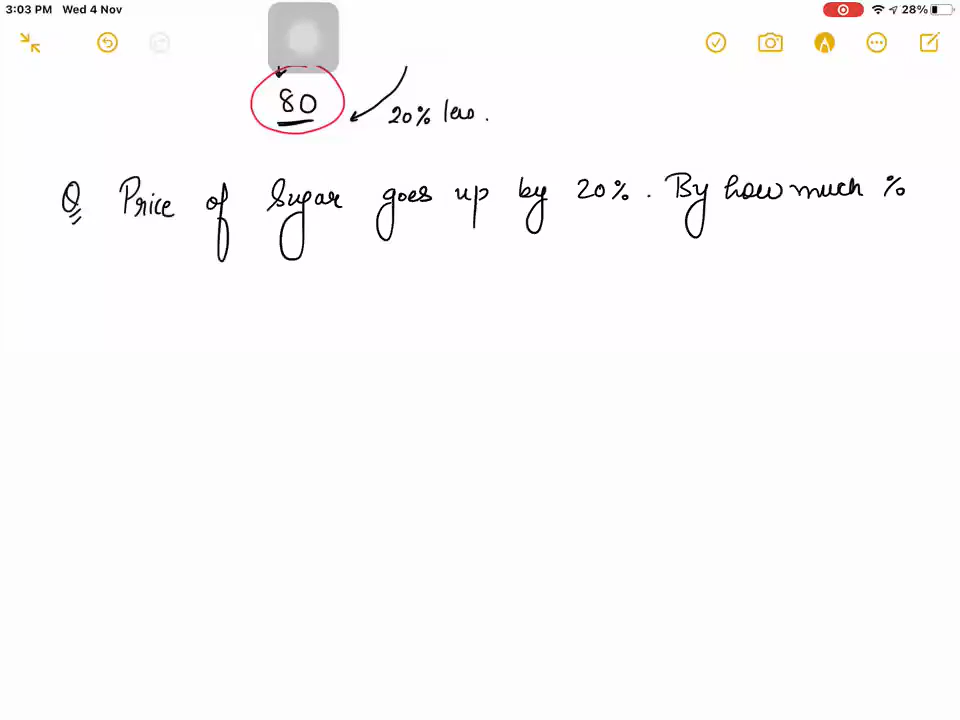 3:03 PM Wed 4 Nov 28%
80
20% less.
Q Price of Sugar goes up by 20%. By how much %